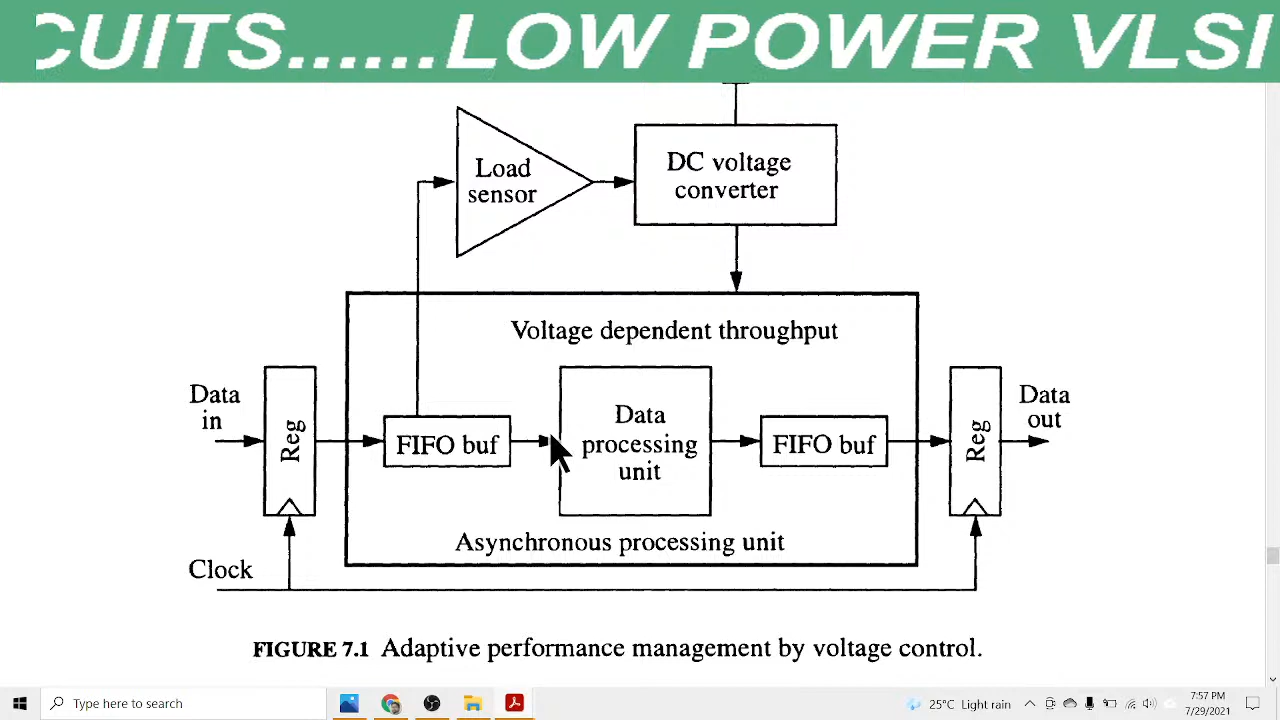 CUITS......LOW POWER VLSI
Load
sensor
DC voltage
converter
Voltage dependent throughput
Data
in
Reg
FIFO buf
Data
processing
unit
FIFO buf
Reg
Data
out
Asynchronous processing unit
Clock
FIGURE 7.1 Adaptive performance management by voltage control.
Type here to search
25°C Light rain
7:57 PM
7/29/2021